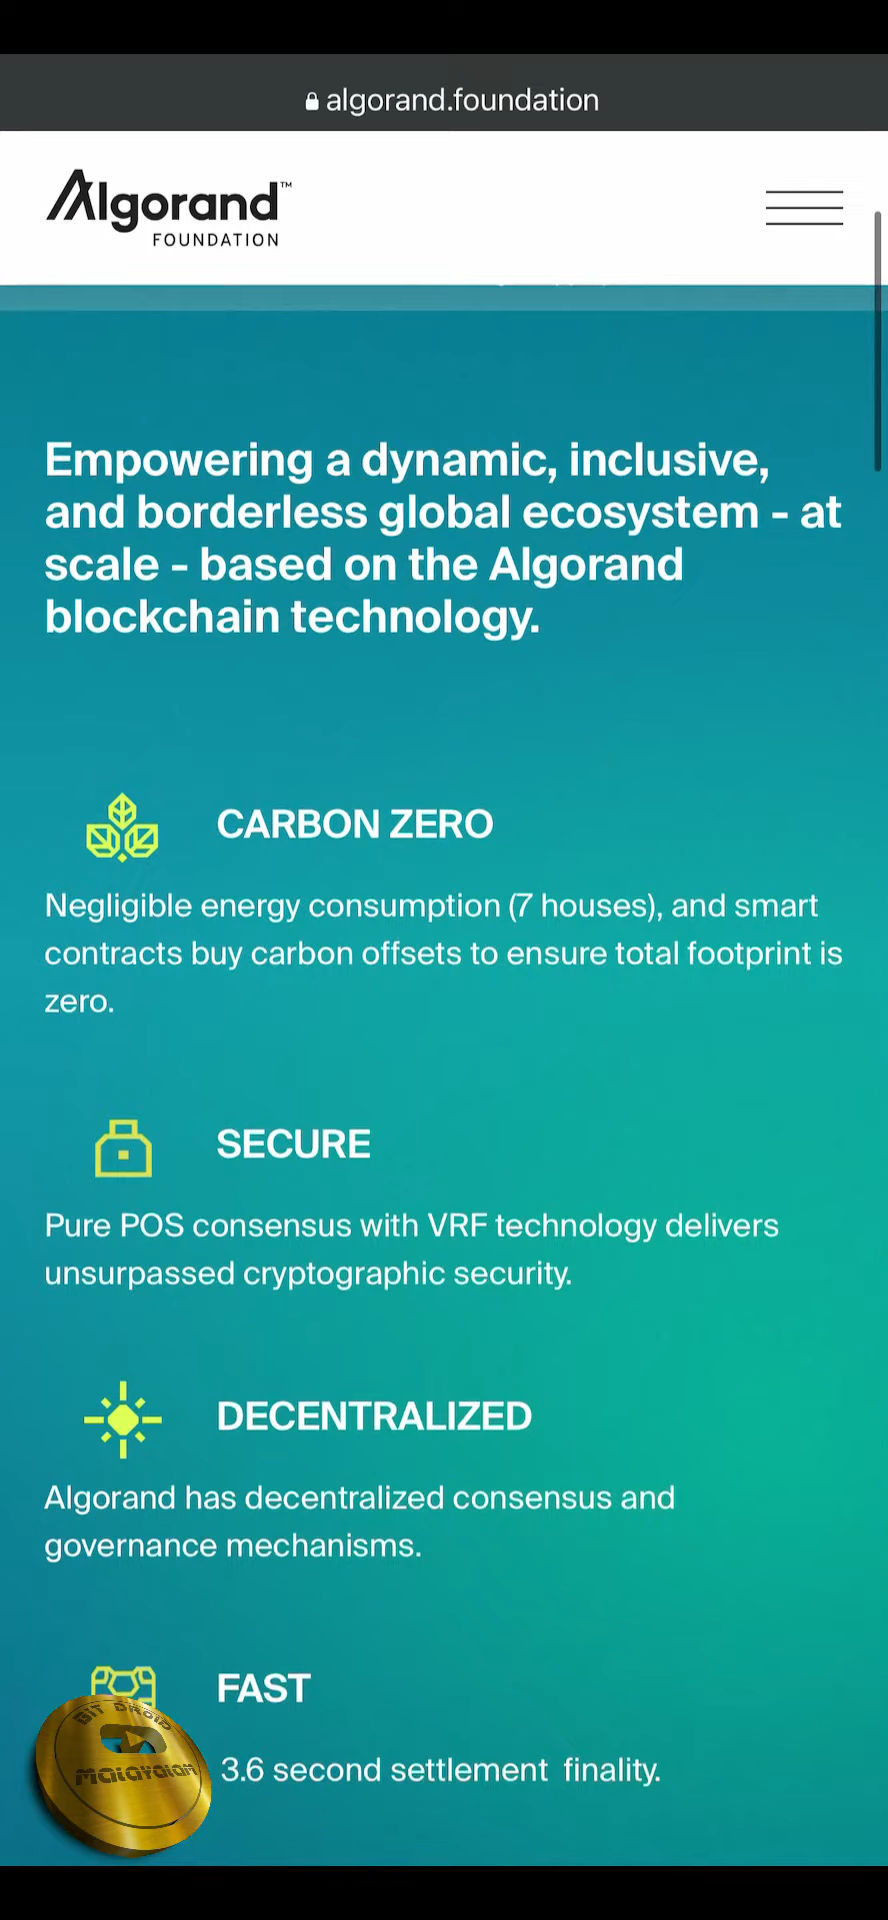 algorand.foundation
Algorand™
FOUNDATION
Empowering a dynamic, inclusive,
and borderless global ecosystem - at
scale - based on the Algorand
blockchain technology.
CARBON ZERO
Negligible energy consumption (7 houses), and smart
contracts buy carbon offsets to ensure total footprint is
zero.
SECURE
Pure POS consensus with VRF technology delivers
unsurpassed cryptographic security.
DECENTRALIZED
Algorand has decentralized consensus and
governance mechanisms.
FAST
3.6 second settlement  finality.
BIT DROID
MALAYALAM